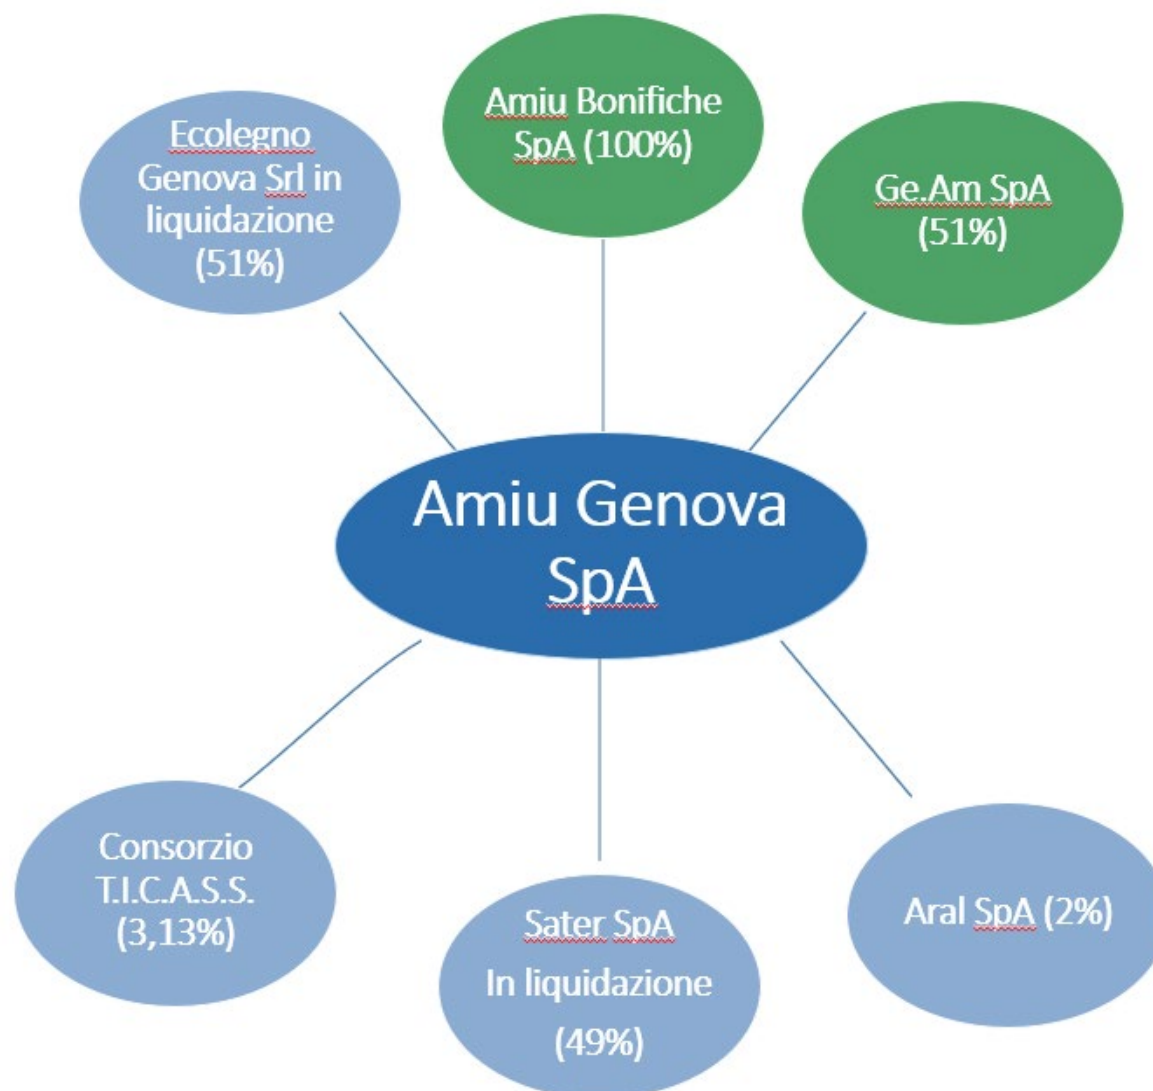 Ecolegno
Genova Srl in
liquidazione
(51%)
Amiu Bonifiche
SpA (100%)
Ge.Am SpA
(51%)
Amiu Genova
SpA
Consorzio
T.I.C.A.S.S.
(3,13%)
Sater SpA
In liquidazione
(49%)
Aral SpA (2%)